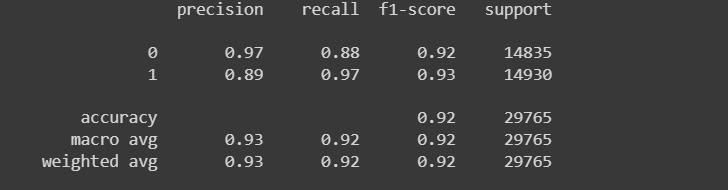 precision recall f1-score support
0 0.97 0.88 0.92 14835
1 0.89 0.97 0.93 14930
accuracy 0.92 29765
macro avg 0.93 0.92 0.92 29765
weighted avg 0.93 0.92 0.92 29765